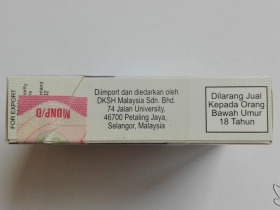 FOR EXPORT
MDNP/D
Diimport dan diedarkan oleh
DKSH Malaysia Sdn. Bhd.
74 Jalan University,
46700 Petaling Jaya,
Selangor, Malaysia
Dilarang Jual
Kepada Orang
Bawah Umur
18 Tahun